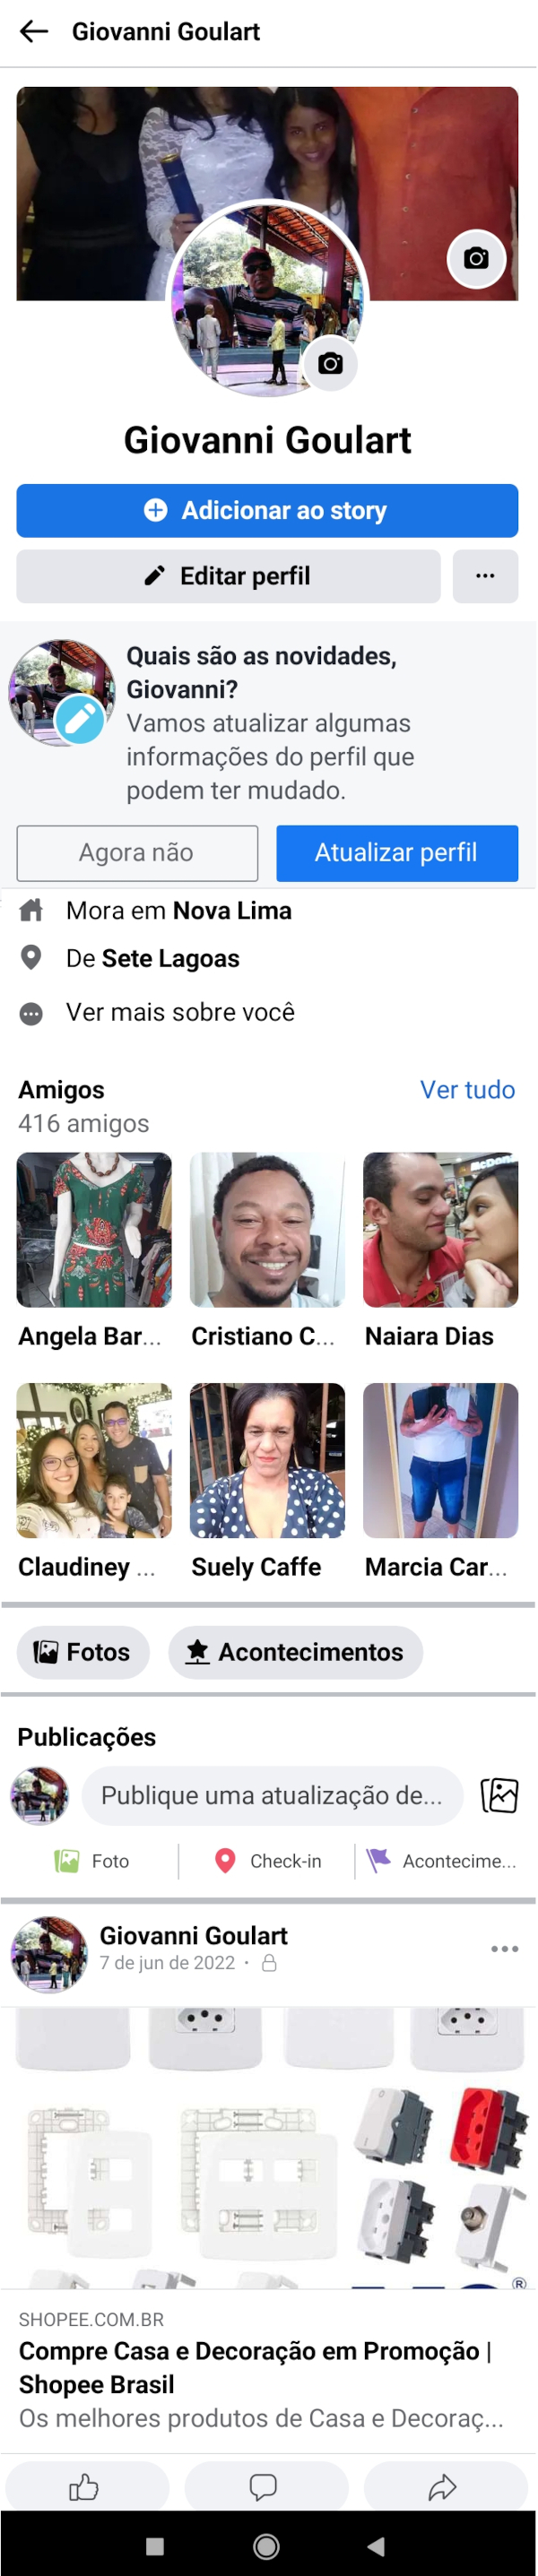 Giovanni Goulart
Giovanni Goulart
Adicionar ao story
Editar perfil
Quais são as novidades,
Giovanni?
Vamos atualizar algumas
informações do perfil que
podem ter mudado.
Agora não
Atualizar perfil
Mora em Nova Lima
De Sete Lagoas
Ver mais sobre você
Amigos
Ver tudo
416 amigos
McDon
Angela Bar...
Cristiano C...
Naiara Dias
Claudiney ...
Suely Caffe
Marcia Car...
Fotos
Acontecimentos
Publicações
Publique uma atualização de...
Foto
Check-in
Acontecime...
Giovanni Goulart
7 de jun de 2022 ·
®
SHOPEE.COM.BR
Compre Casa e Decoração em Promoção |
Shopee Brasil
Os melhores produtos de Casa e Decoraç...